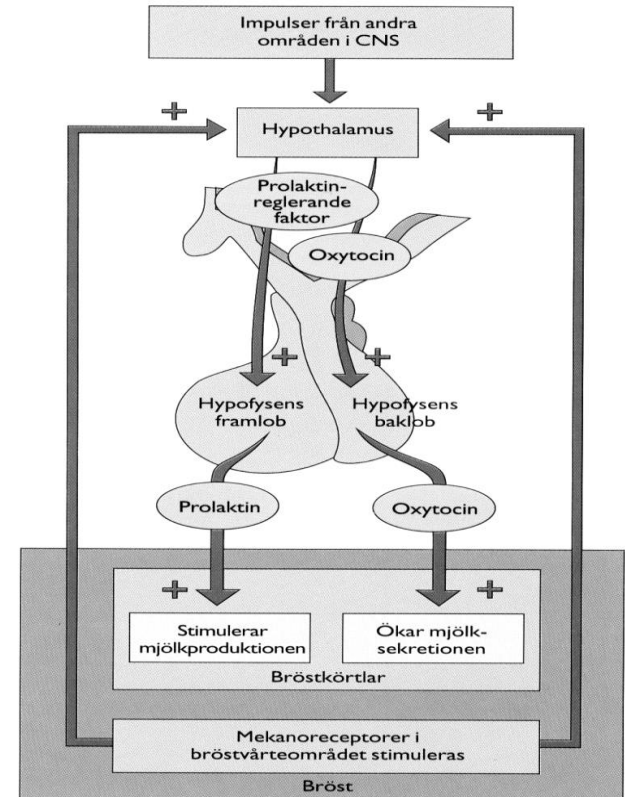 Impulser från andra
områden i CNS
+
+
Hypothalamus
Prolaktin-
reglerande
faktor
Oxytocin
+
+
Hypofysens
framlob
Hypofysens
baklob
Prolaktin
Oxytocin
+
+
Stimulerar
mjölkproduktionen
Ökar mjölk-
sekretionen
Bröstkörtlar
Mekanoreceptorer i
bröstvårteområdet stimuleras
Bröst